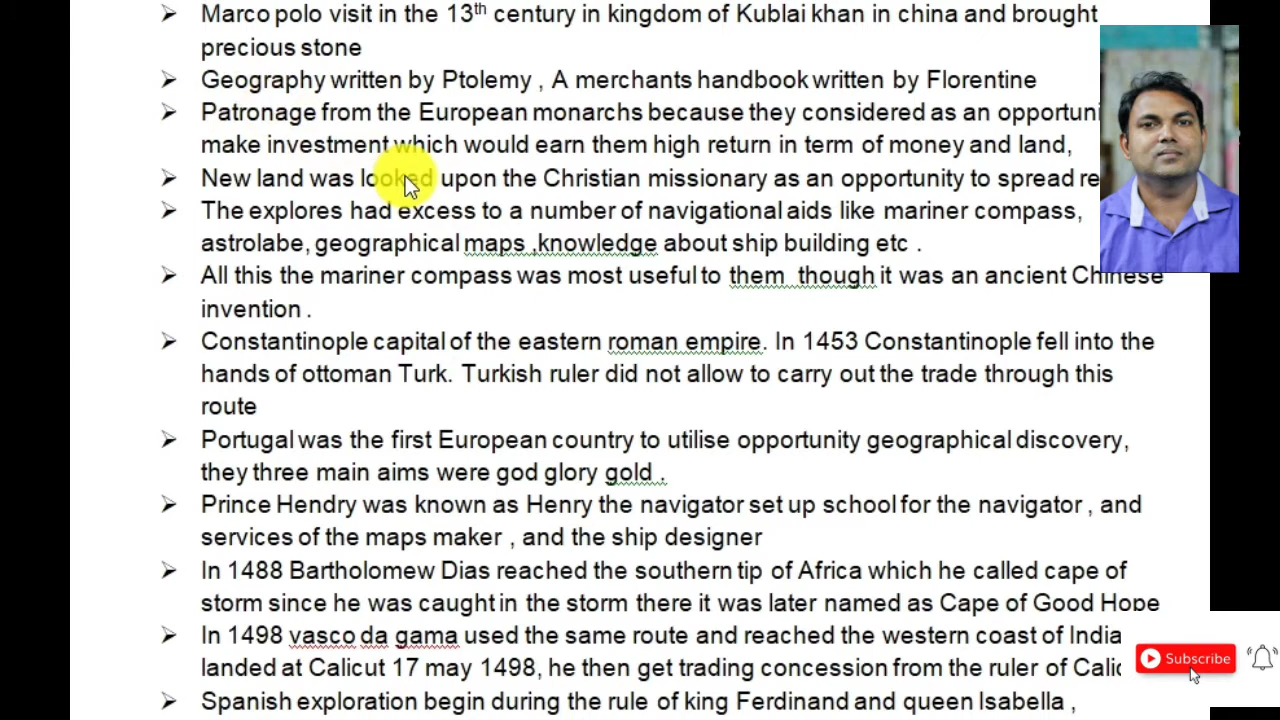 ➢ Marco polo visit in the 13th century in kingdom of Kublai khan in china and brought
precious stone
➢ Geography written by Ptolemy , A merchants handbook written by Florentine
➢ Patronage from the European monarchs because they considered as an opportuni
make investment which would earn them high return in term of money and land,
➢ New land was looked upon the Christian missionary as an opportunity to spread re
➢ The explores had excess to a number of navigational aids like mariner compass,
astrolabe, geographical maps ,knowledge about ship building etc .
➢ All this the mariner compass was most useful to them though it was an ancient Chinese
invention .
➢ Constantinople capital of the eastern roman empire. In 1453 Constantinople fell into the
hands of ottoman Turk. Turkish ruler did not allow to carry out the trade through this
route
➢ Portugal was the first European country to utilise opportunity geographical discovery,
they three main aims were god glory gold .
➢ Prince Hendry was known as Henry the navigator set up school for the navigator , and
services of the maps maker , and the ship designer
➢ In 1488 Bartholomew Dias reached the southern tip of Africa which he called cape of
storm since he was caught in the storm there it was later named as Cape of Good Hope
➢ In 1498 vasco da gama used the same route and reached the western coast of India
landed at Calicut 17 may 1498, he then get trading concession from the ruler of Calic
Subscribe
➢ Spanish exploration begin during the rule of king Ferdinand and queen Isabella ,